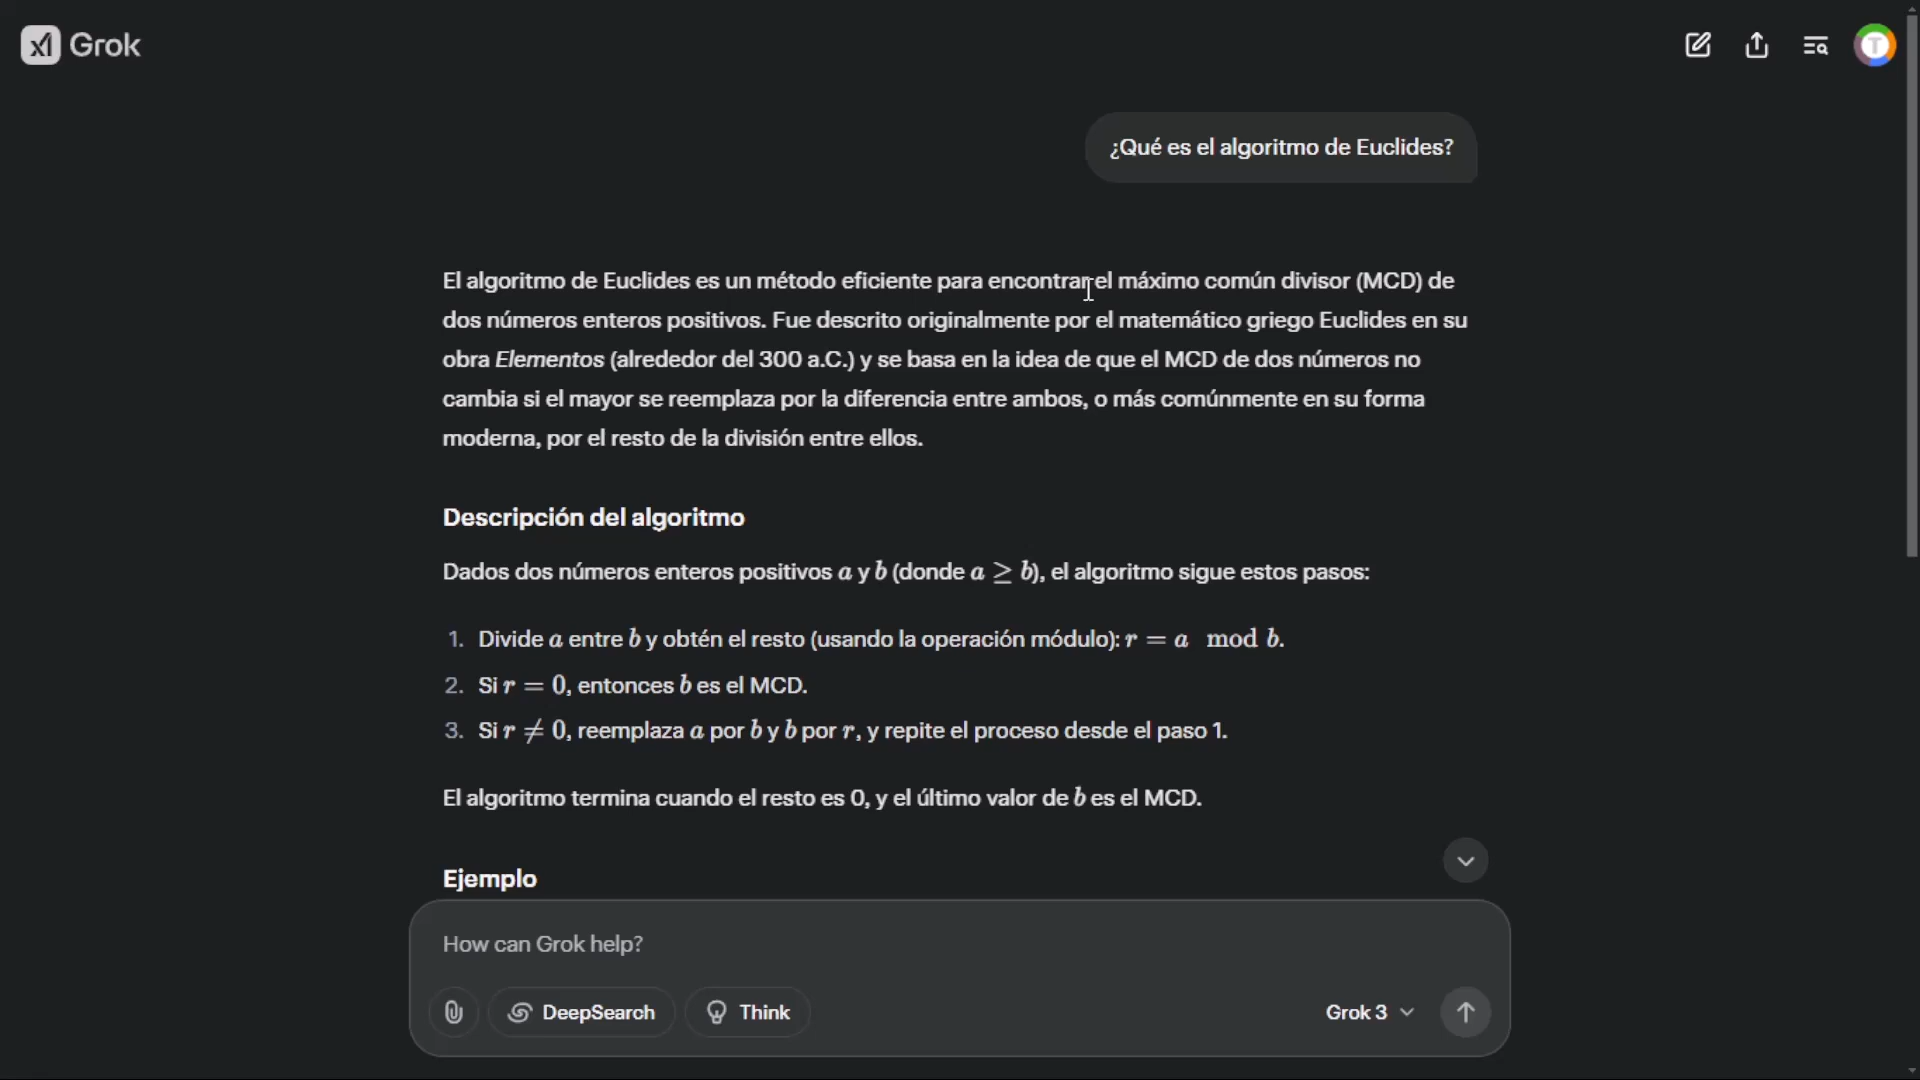 Grok
¿Qué es el algoritmo de Euclides?
El algoritmo de Euclides es un método eficiente para encontrar el máximo común divisor (MCD) de
dos números enteros positivos. Fue descrito originalmente por el matemático griego Euclides en su
obra Elementos (alrededor del 300 a.C.) y se basa en la idea de que el MCD de dos números no
cambia si el mayor se reemplaza por la diferencia entre ambos, o más comúnmente en su forma
moderna, por el resto de la división entre ellos.
Descripción del algoritmo
Dados dos números enteros positivos a y b (donde a ≥ b), el algoritmo sigue estos pasos:
1. Divide a entre b y obtén el resto (usando la operación módulo): r = a mod b.
2. Si r = 0, entonces b es el MCD.
3. Si r ≠ 0, reemplaza a por b y b por r, y repite el proceso desde el paso 1.
El algoritmo termina cuando el resto es 0, y el último valor de b es el MCD.
Ejemplo
How can Grok help?
DeepSearch
Think
Grok 3
T